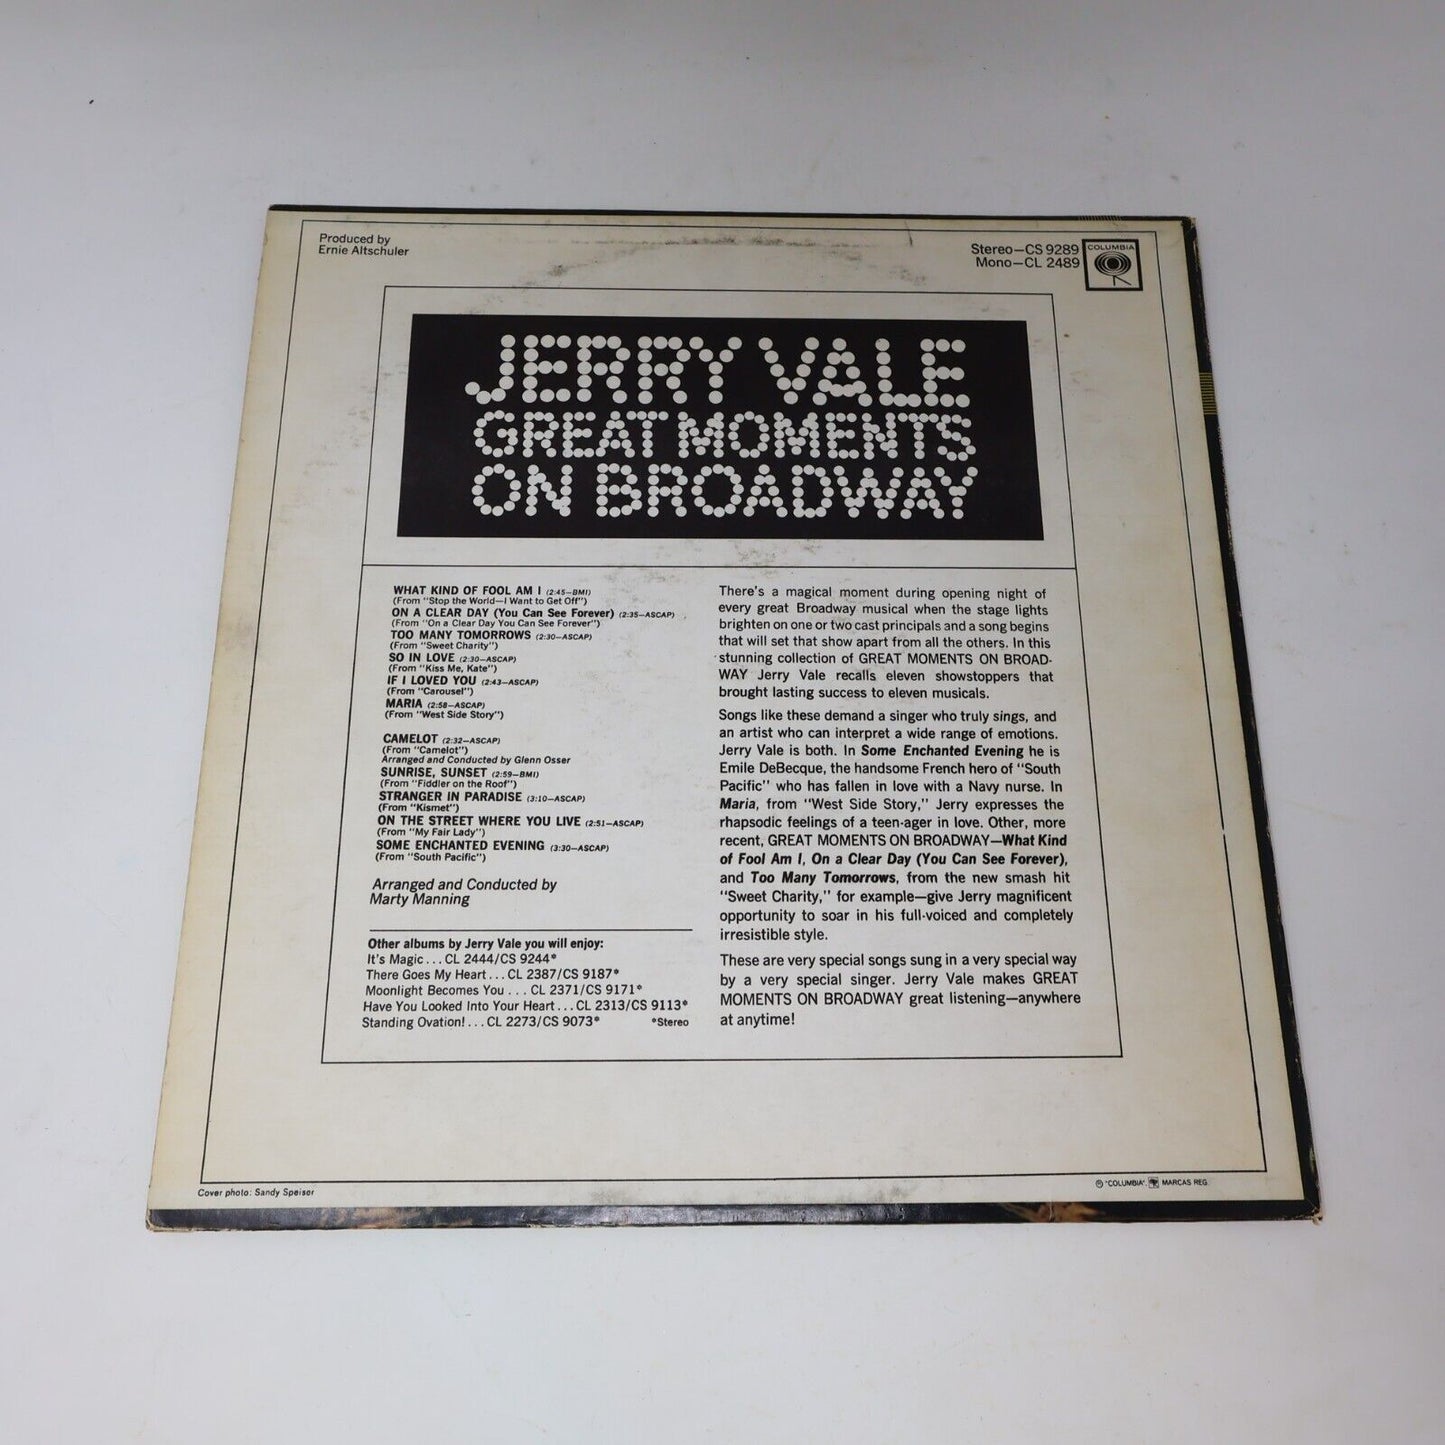 Produced by
Ernie Altschuler
Stereo—CS 9289
Mono—CL 2489
COLUMBIA
JERRY VALE
GREAT MOMENTS
ON BROADWAY
WHAT KIND OF FOOL AM I (2:45—BMI)
(From "Stop the World—I Want to Get Off")
ON A CLEAR DAY (You Can See Forever) (2:35—ASCAP)
(From "On a Clear Day You Can See Forever")
TOO MANY TOMORROWS (2:30—ASCAP)
(From "Sweet Charity")
SO IN LOVE (2:30—ASCAP)
(From "Kiss Me, Kate")
IF I LOVED YOU (2:43—ASCAP)
(From "Carousel")
MARIA (2:58—ASCAP)
(From "West Side Story")
CAMELOT (2:32—ASCAP)
(From "Camelot")
Arranged and Conducted by Glenn Osser
SUNRISE, SUNSET (2:59—BMI)
(From "Fiddler on the Roof")
STRANGER IN PARADISE (3:10—ASCAP)
(From "Kismet")
ON THE STREET WHERE YOU LIVE (2:51—ASCAP)
(From "My Fair Lady")
SOME ENCHANTED EVENING (3:30—ASCAP)
(From "South Pacific")
Arranged and Conducted by
Marty Manning
Other albums by Jerry Vale you will enjoy:
It's Magic . . . CL 2444/CS 9244*
There Goes My Heart . . . CL 2387/CS 9187*
Moonlight Becomes You . . . CL 2371/CS 9171*
Have You Looked Into Your Heart . . . CL 2313/CS 9113*
Standing Ovation! . . . CL 2273/CS 9073* *Stereo
There's a magical moment during opening night of
every great Broadway musical when the stage lights
brighten on one or two cast principals and a song begins
that will set that show apart from all the others. In this
stunning collection of GREAT MOMENTS ON BROAD-
WAY Jerry Vale recalls eleven showstoppers that
brought lasting success to eleven musicals.
Songs like these demand a singer who truly sings, and
an artist who can interpret a wide range of emotions.
Jerry Vale is both. In Some Enchanted Evening he is
Emile DeBecque, the handsome French hero of "South
Pacific" who has fallen in love with a Navy nurse. In
Maria, from "West Side Story," Jerry expresses the
rhapsodic feelings of a teen-ager in love. Other, more
recent, GREAT MOMENTS ON BROADWAY—What Kind
of Fool Am I, On a Clear Day (You Can See Forever),
and Too Many Tomorrows, from the new smash hit
"Sweet Charity," for example—give Jerry magnificent
opportunity to soar in his full-voiced and completely
irresistible style.
These are very special songs sung in a very special way
by a very special singer. Jerry Vale makes GREAT
MOMENTS ON BROADWAY great listening—anywhere
at anytime!
Cover photo: Sandy Speiser
℗ "COLUMBIA", MARCAS REG.